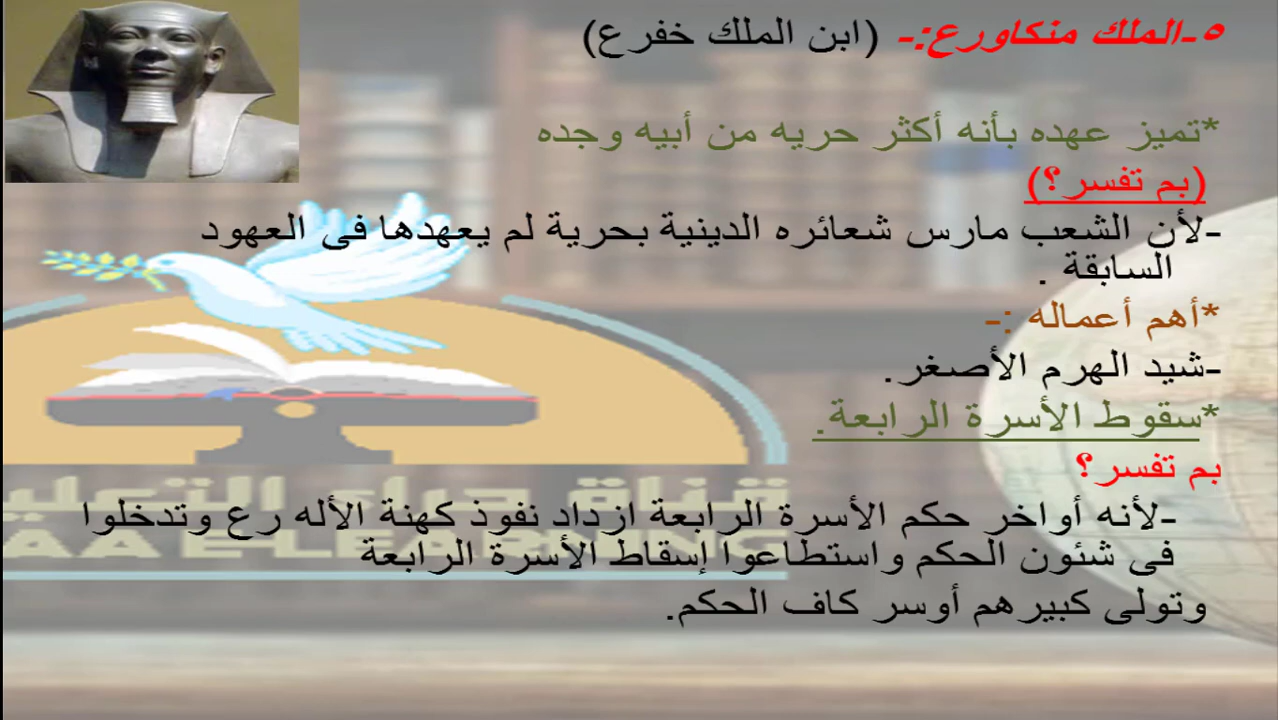 ٥-الملك منكاورع:- (ابن الملك خفرع)
*تميز عهده بأنه أكثر حريه من أبيه وجده
(بم تفسر؟)
-لأن الشعب مارس شعائره الدينية بحرية لم يعهدها فى العهود
السابقة .
*أهم أعماله :-
-شيد الهرم الأصغر.
*سقوط الأسرة الرابعة.
بم تفسر؟
-لأنه أواخر حكم الأسرة الرابعة ازداد نفوذ كهنة الأله رع وتدخلوا
فى شئون الحكم واستطاعوا إسقاط الأسرة الرابعة
وتولى كبيرهم أوسر كاف الحكم.
قناة حراء التعلي